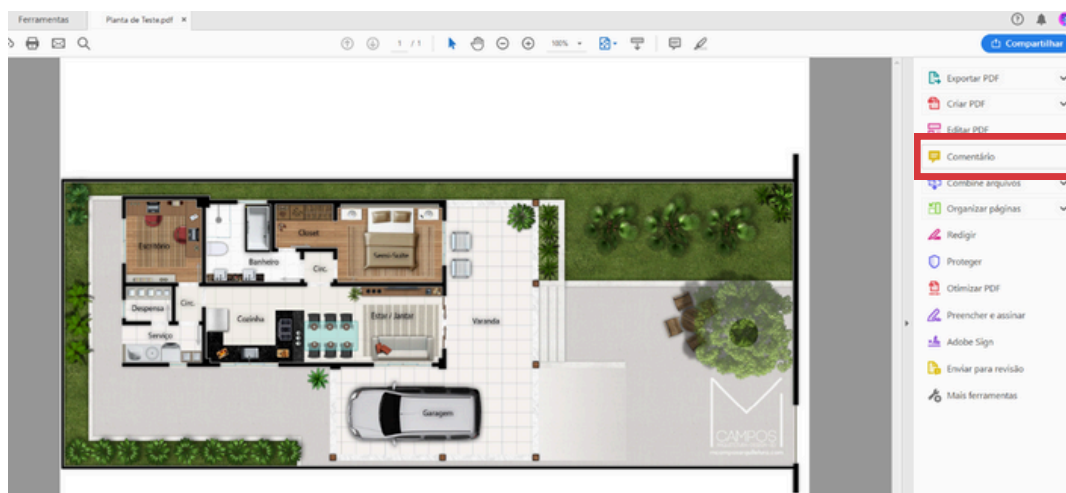 Ferramentas
Planta de Teste.pdf ×
1 / 1
100%
Compartilhar
Exportar PDF
Criar PDF
Editar PDF
Comentário
Combine arquivos
Organizar páginas
Redigir
Proteger
Otimizar PDF
Preencher e assinar
Adobe Sign
Enviar para revisão
Mais ferramentas
Escritório
Banheiro
Closet
Circ.
Semi-Suíte
Despensa
Circ.
Cozinha
Estar / Jantar
Varanda
Serviço
Garagem
CAMPOS